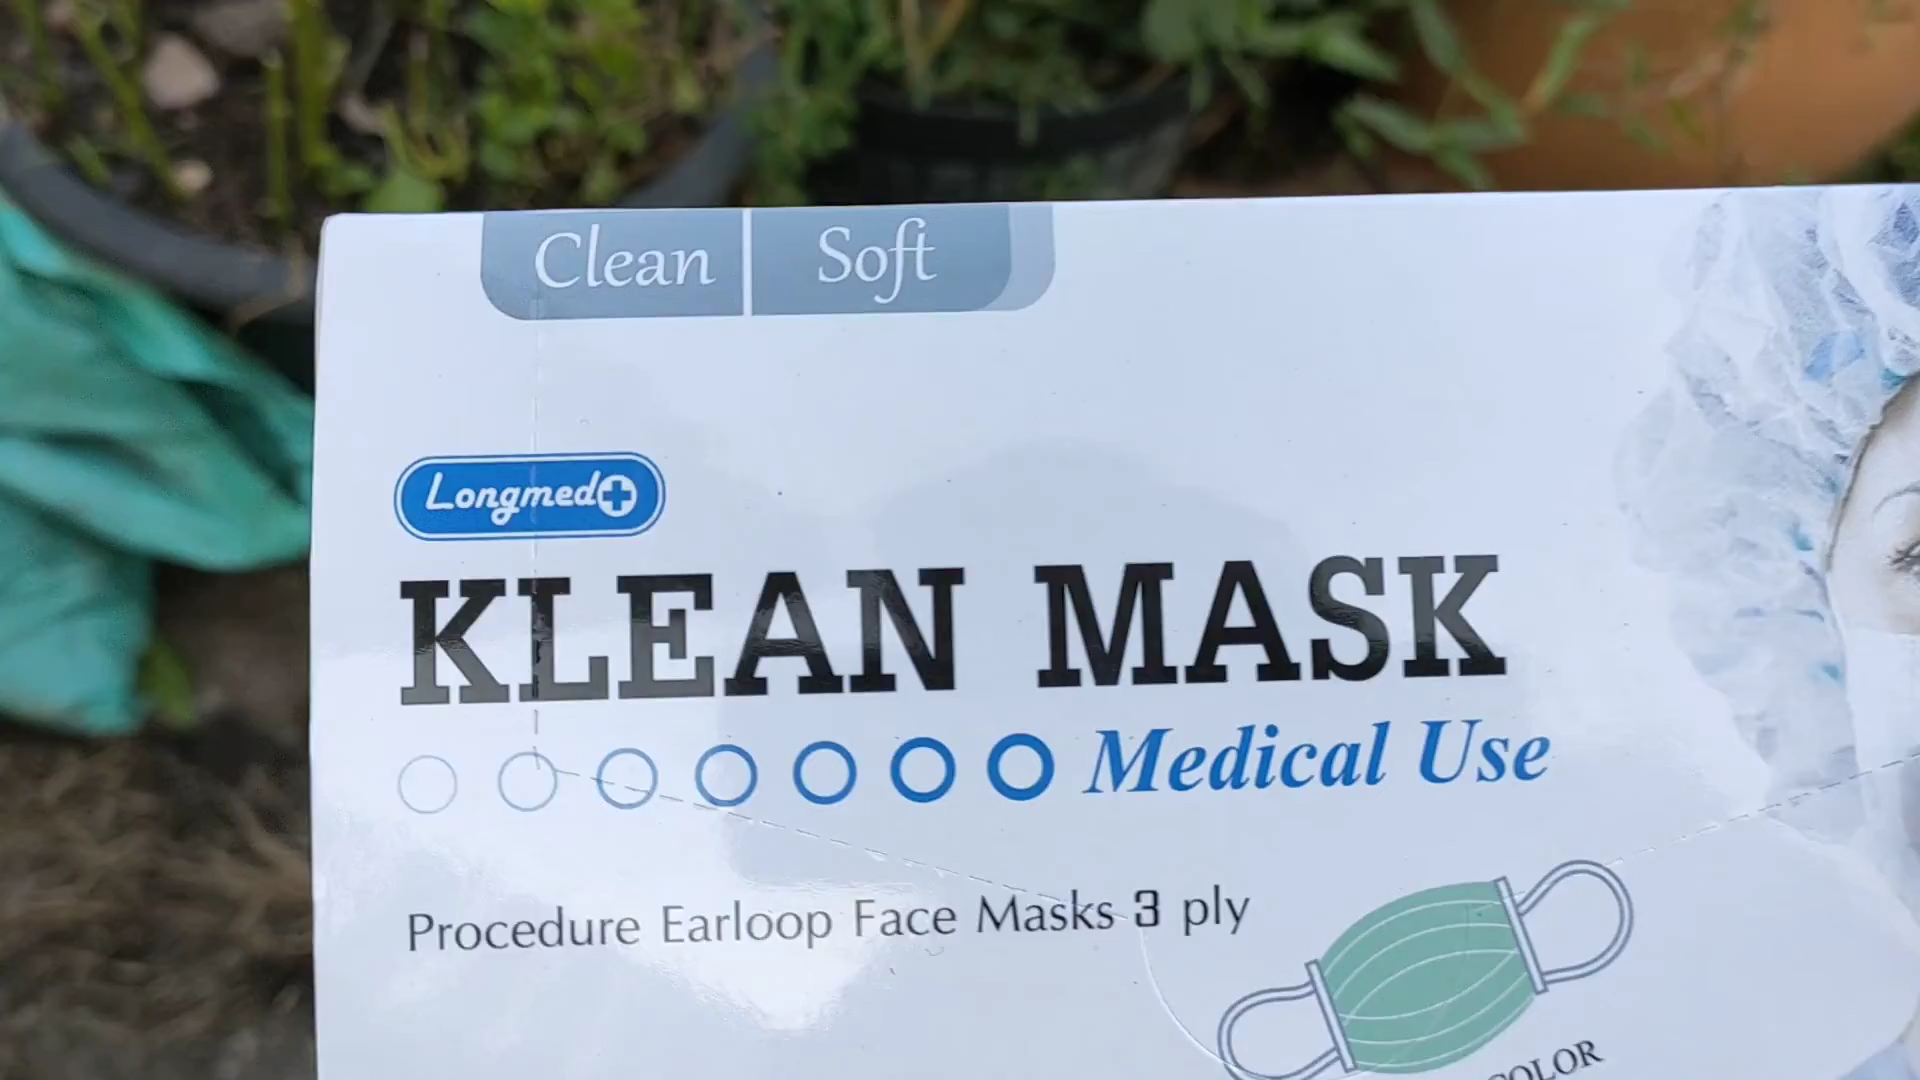 Clean Soft
Longmed
KLEAN MASK
Medical Use
Procedure Earloop Face Masks 3 ply